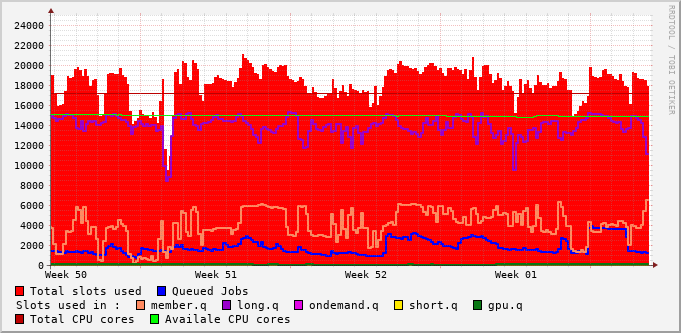 RRDTOOL / TOBI OETIKER
24000
22000
20000
18000
16000
14000
12000
10000
8000
6000
4000
2000
0
Week 50 Week 51 Week 52 Week 01
Total slots used Queued Jobs
Slots used in : member.q long.q ondemand.q short.q gpu.q
Total CPU cores Availale CPU cores